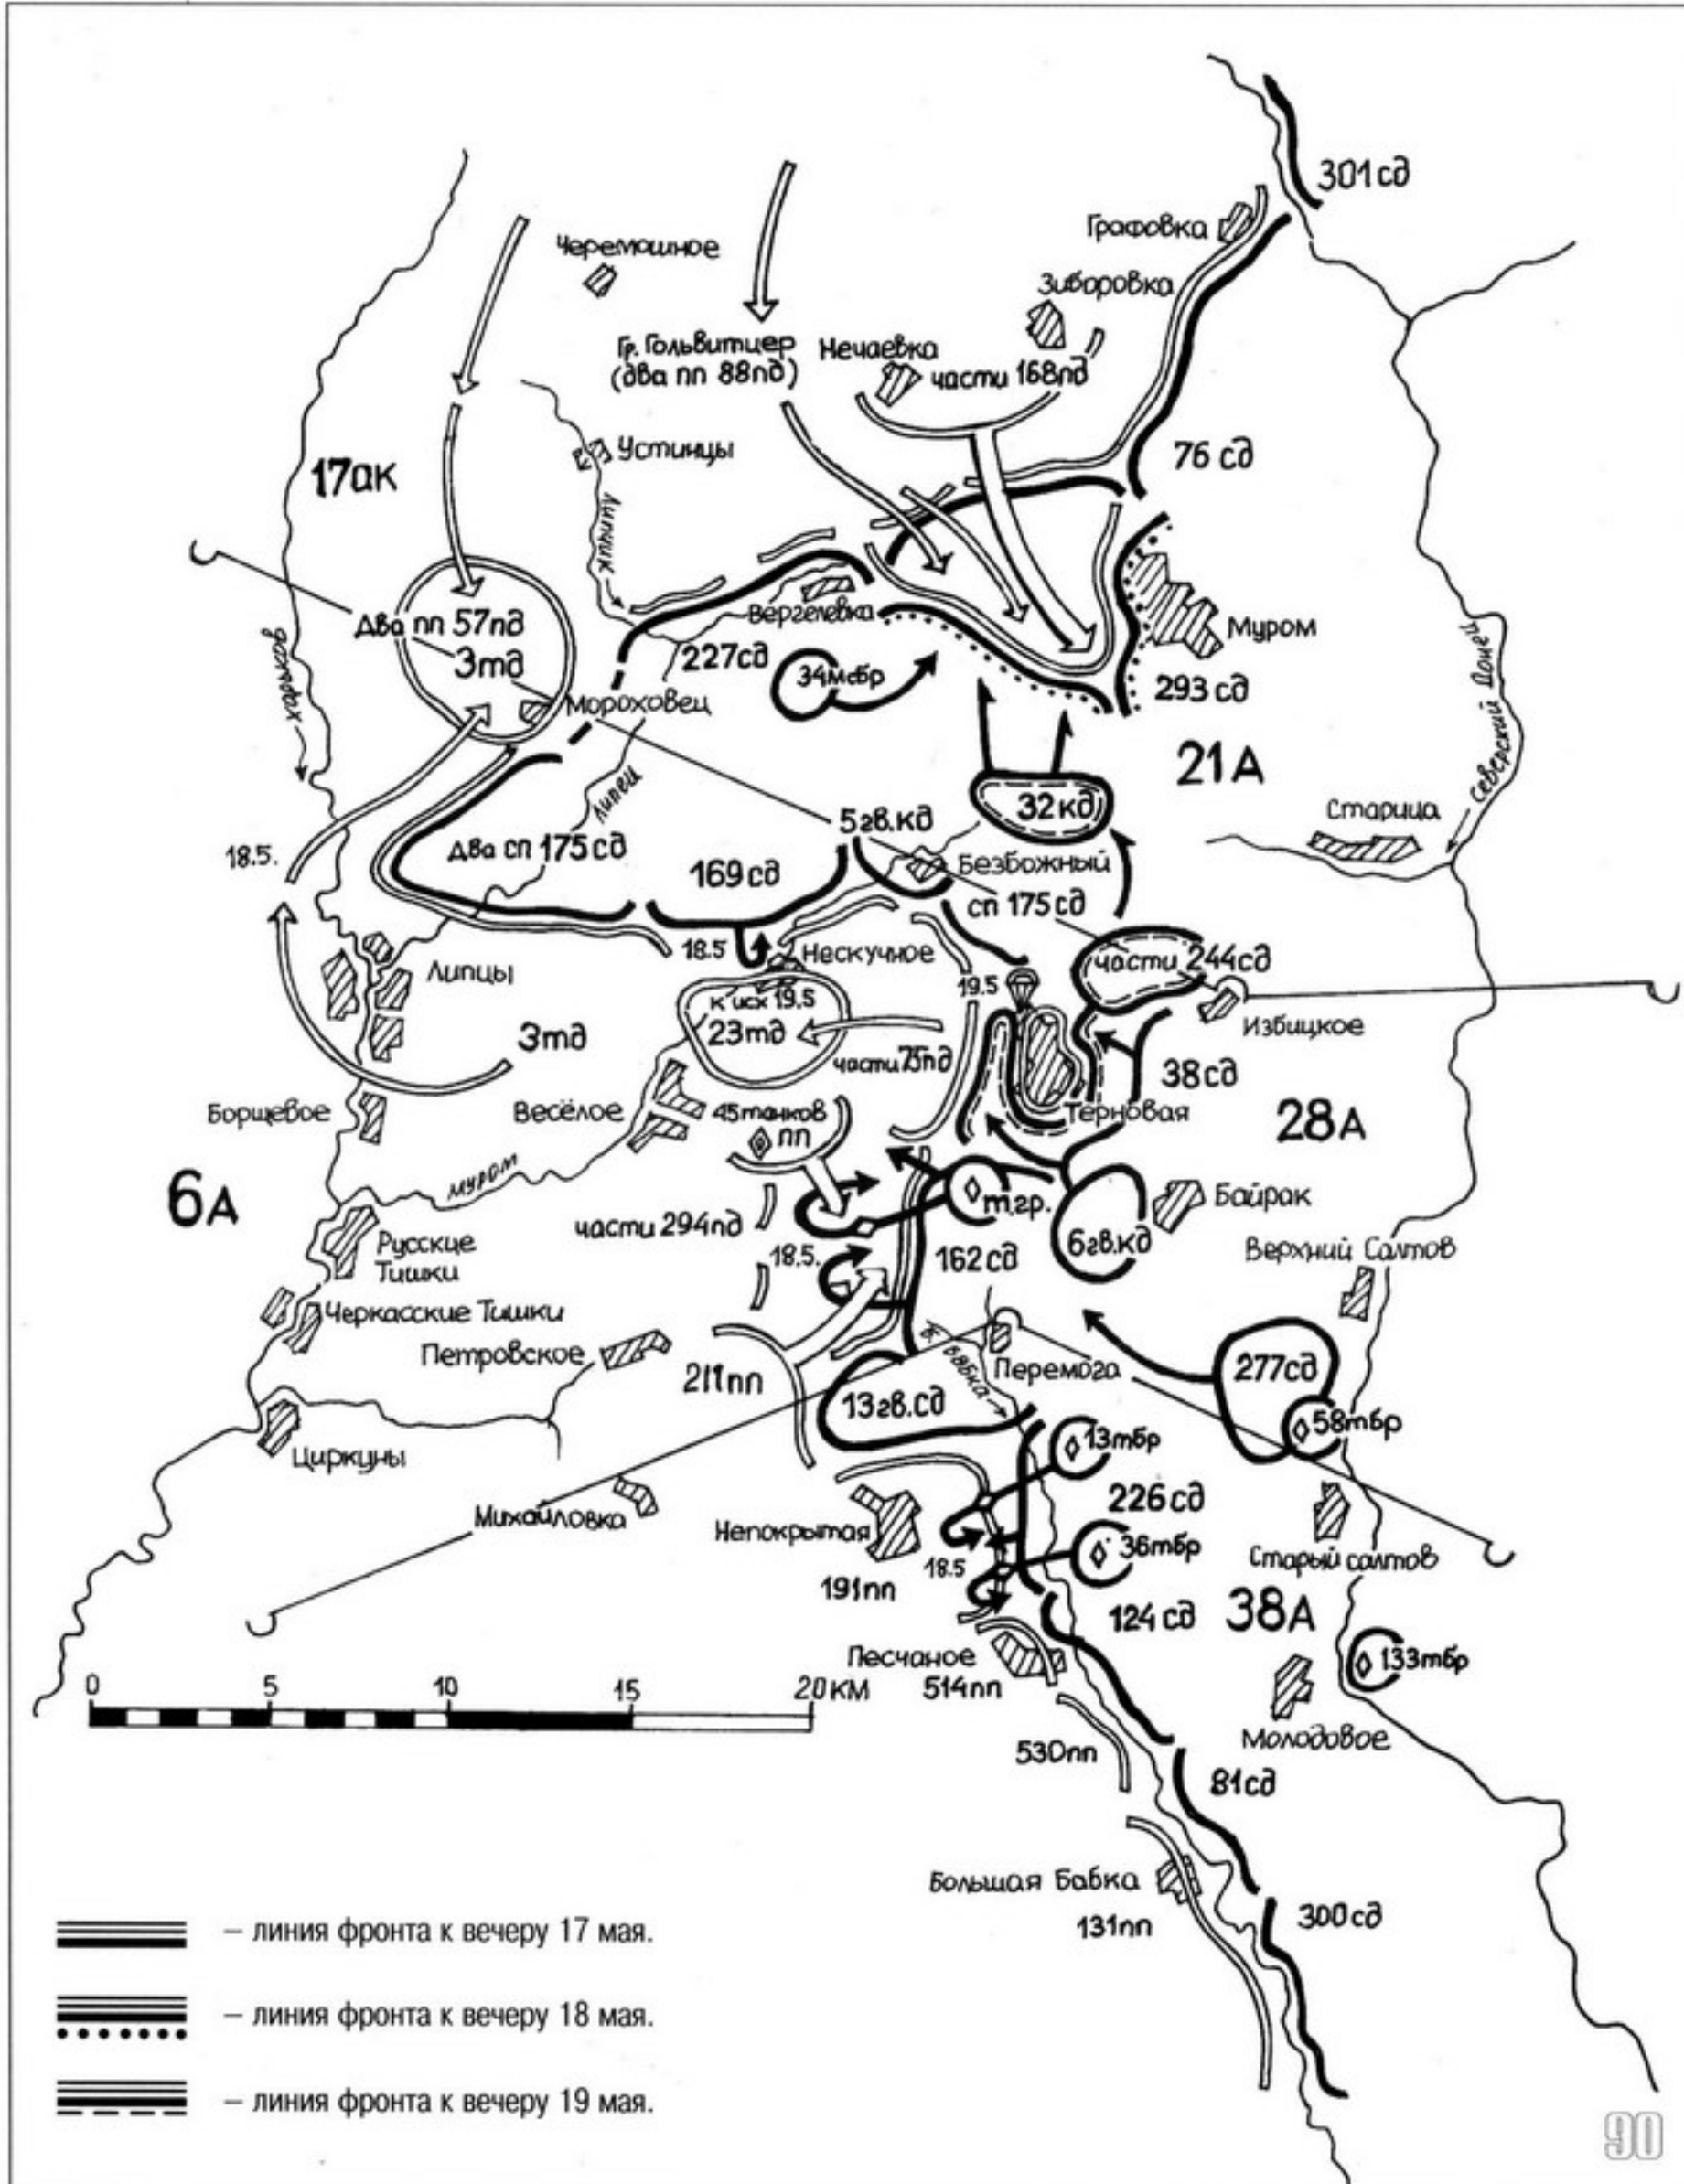 301сд
Графовка
Черемошное
Зиборовка
Гр. Гольвитцер
(два пп 88пд)
Нечаевка
части 168пд
Устинцы
76 сд
17ак
Липчик
Два пп 57пд
3тд
Вергелевка
Муром
227сд
34мсбр
293 сд
харьков
Мороховец
северский Донец
21А
Липец
32кд
5гв.кд
Старица
18.5.
два сп 175сд
169сд
Безбожный
сп 175сд
18.5
Нескучное
части 244сд
Липцы
19.5
к исх 19.5
23тд
Избицкое
3тд
части 75пд
38сд
Борщевое
Весёлое
45танков
пп
Терновая
28А
муром
6А
т.гр.
Байрак
части 294пд
6гв.кд
Русские
Тишки
18.5.
162сд
Верхний Салтов
Черкасские Тишки
Петровское
Перемога
бабка
277сд
211пп
13гв.сд
58тбр
13тбр
Циркуны
226сд
Михайловка
Непокрытая
36тбр
Старый салтов
18.5
191пп
124сд
38А
Песчаное
514пп
133тбр
0 5 10 15 20КМ
Молодовое
530пп
81сд
Большая Бабка
131пп
300сд
– линия фронта к вечеру 17 мая.
– линия фронта к вечеру 18 мая.
– линия фронта к вечеру 19 мая.
90